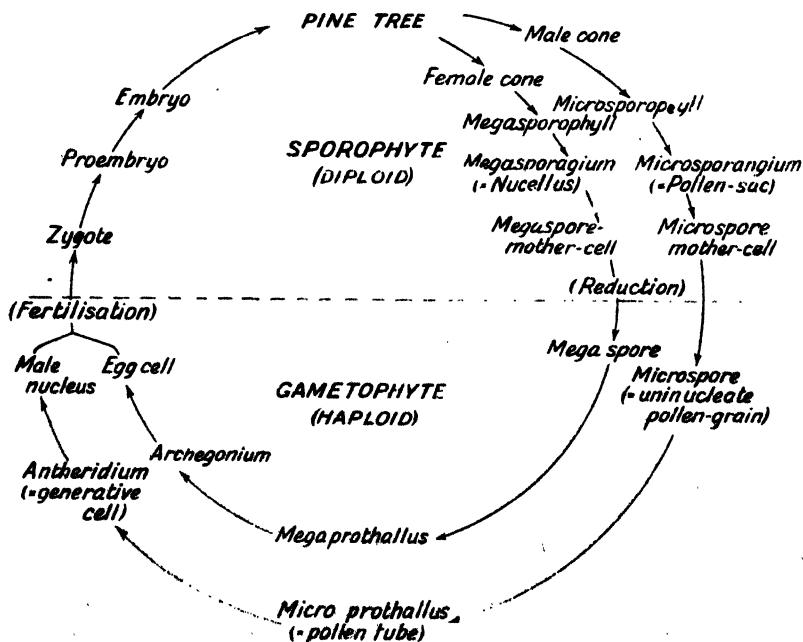 PINE TREE
Male cone
Female cone
Embryo
Microsporopeyll
Megasporophyll
Proembryo
SPOROPHYTE
(DIPLOID)
Megasporagium
(=Nucellus)
Microsporangium
(=Pollen-sac)
Zygote
Megaspore-
mother-cell
Microspore
mother-cell
(Reduction)
(Fertilisation)
Male
nucleus
Egg cell
Mega spore
Microspore
(=uninucleate
pollen-grain)
GAMETOPHYTE
(HAPLOID)
Archegonium
Antheridium
(=generative
cell)
Megaprothallus
Micro prothallus
(=pollen tube)